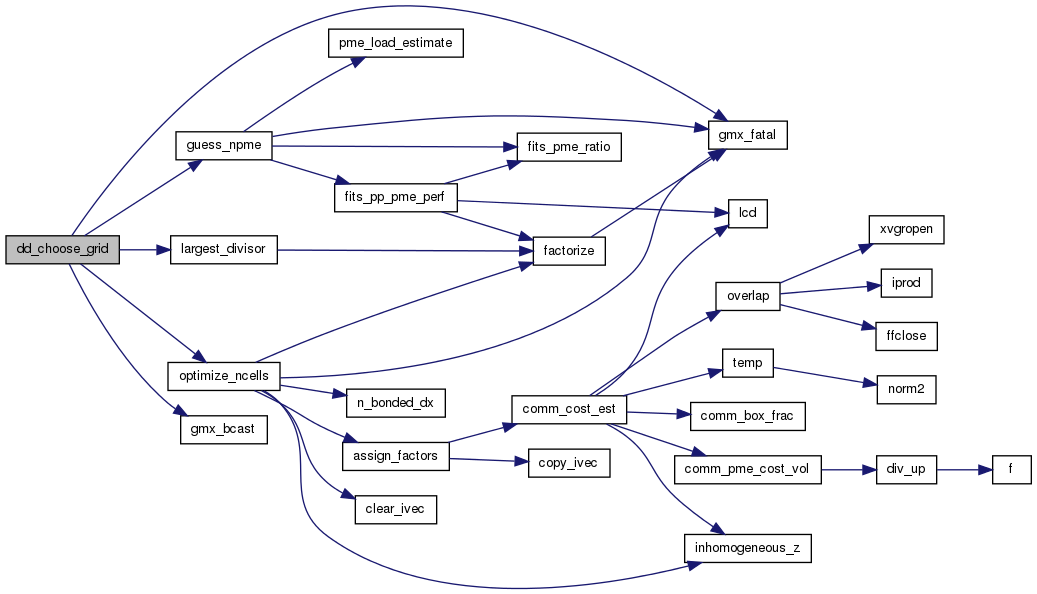 pme_load_estimate
gmx_fatal
guess_npme
fits_pme_ratio
fits_pp_pme_perf
lcd
xvgropen
dd_choose_grid
largest_divisor
factorize
iprod
overlap
ffclose
temp
optimize_ncells
norm2
n_bonded_dx
comm_cost_est
comm_box_frac
gmx_bcast
assign_factors
copy_ivec
comm_pme_cost_vol
div_up
f
clear_ivec
inhomogeneous_z